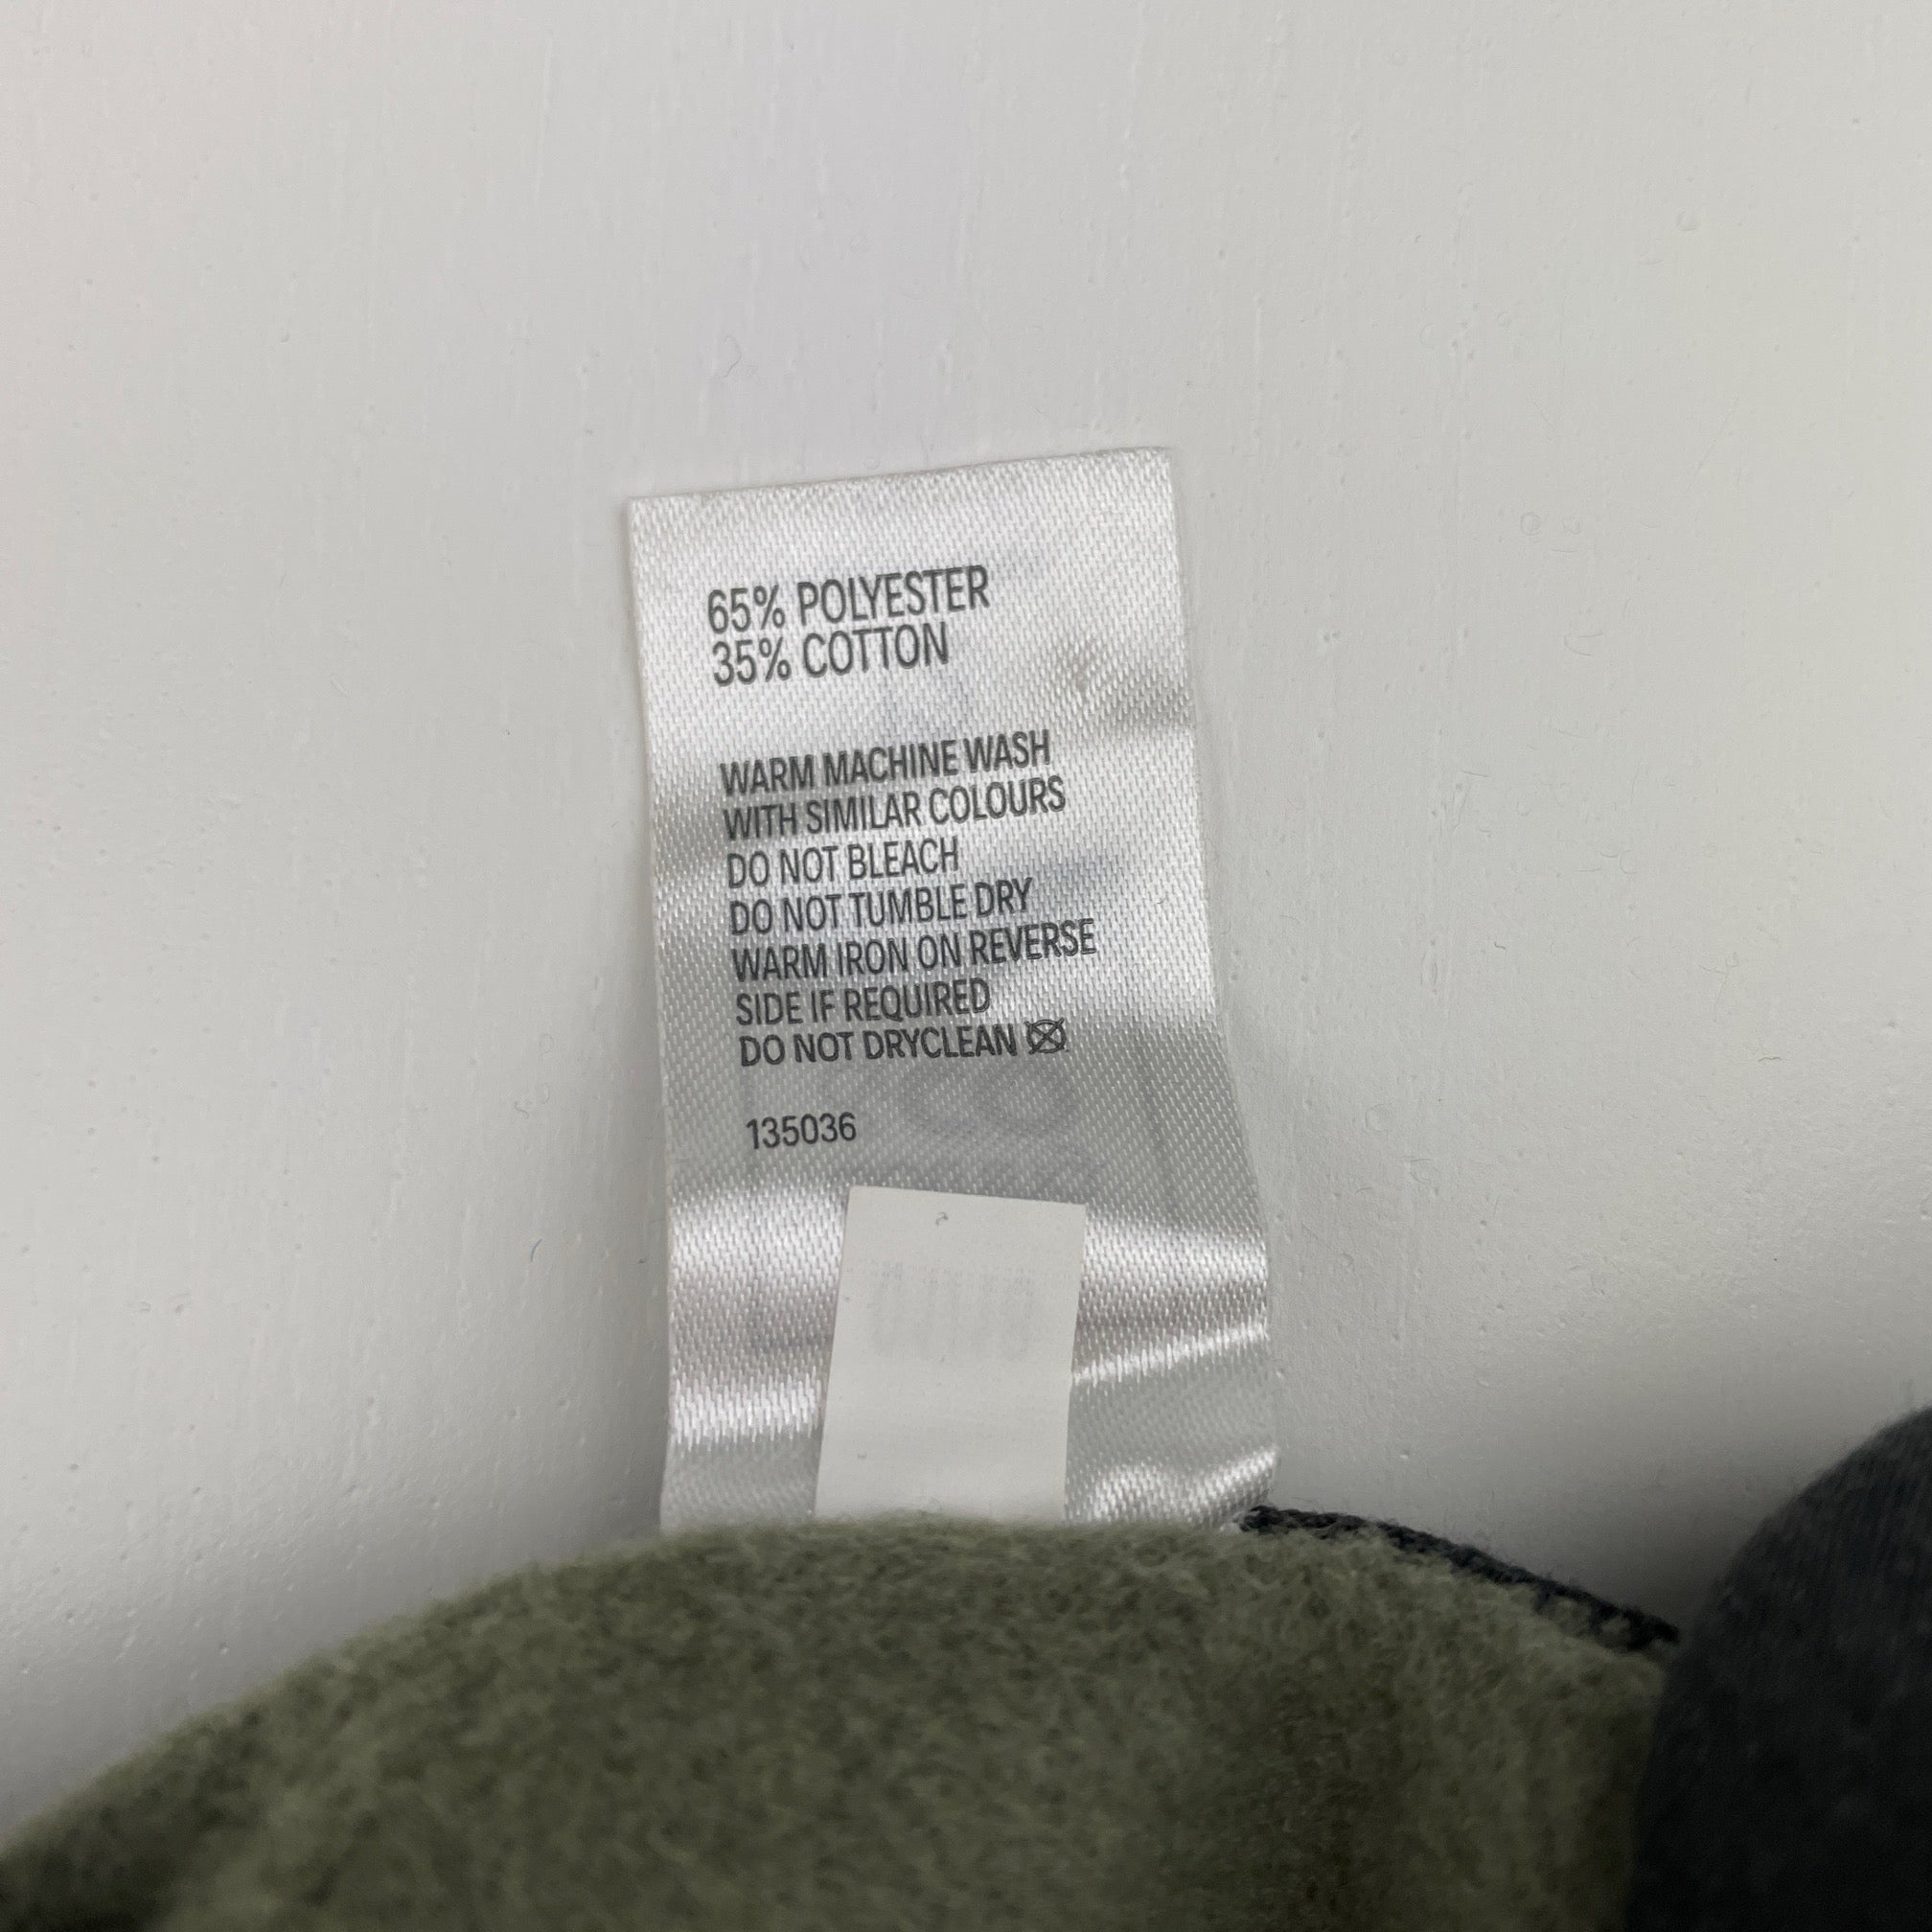 65% POLYESTER
35% COTTON
WARM MACHINE WASH
WITH SIMILAR COLOURS
DO NOT BLEACH
DO NOT TUMBLE DRY
WARM IRON ON REVERSE
SIDE IF REQUIRED
DO NOT DRYCLEAN
135036